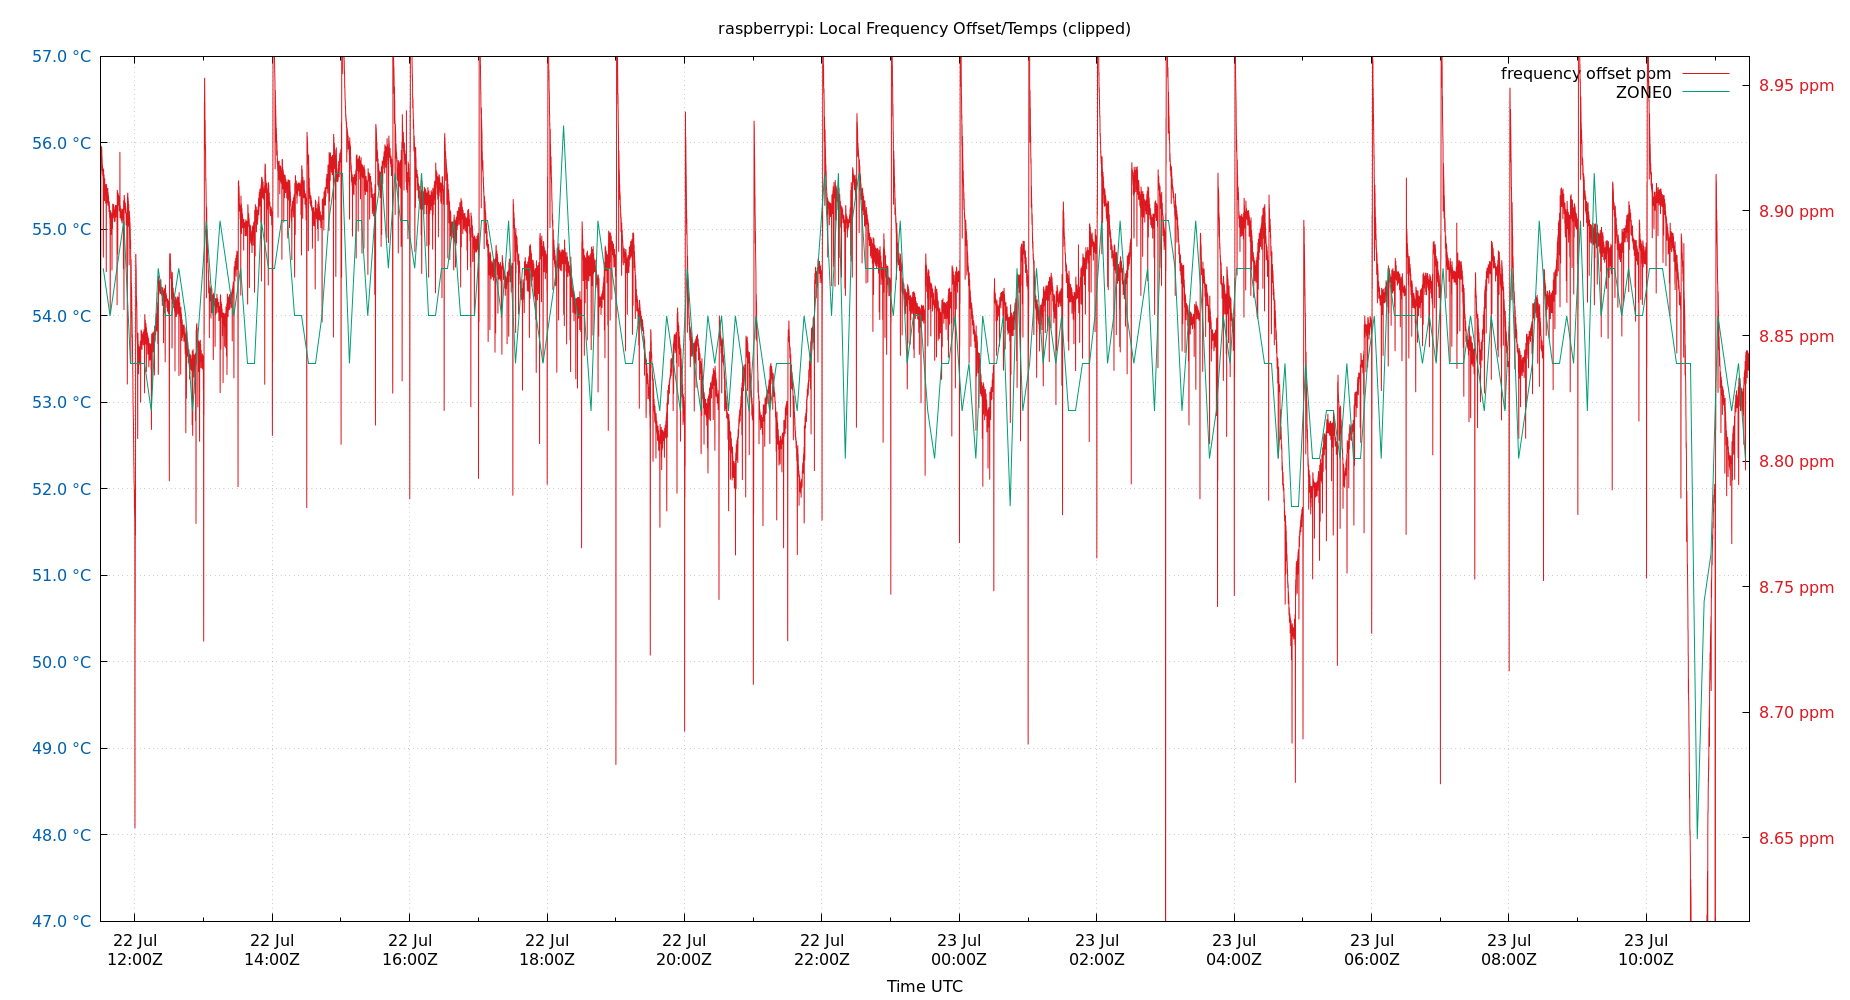 raspberrypi: Local Frequency Offset/Temps (clipped)
57.0 °C
56.0 °C
55.0 °C
54.0 °C
53.0 °C
52.0 °C
51.0 °C
50.0 °C
49.0 °C
48.0 °C
47.0 °C
frequency offset ppm
ZONE0
8.95 ppm
8.90 ppm
8.85 ppm
8.80 ppm
8.75 ppm
8.70 ppm
8.65 ppm
22 Jul
12:00Z
22 Jul
14:00Z
22 Jul
16:00Z
22 Jul
18:00Z
22 Jul
20:00Z
22 Jul
22:00Z
23 Jul
00:00Z
23 Jul
02:00Z
23 Jul
04:00Z
23 Jul
06:00Z
23 Jul
08:00Z
23 Jul
10:00Z
Time UTC